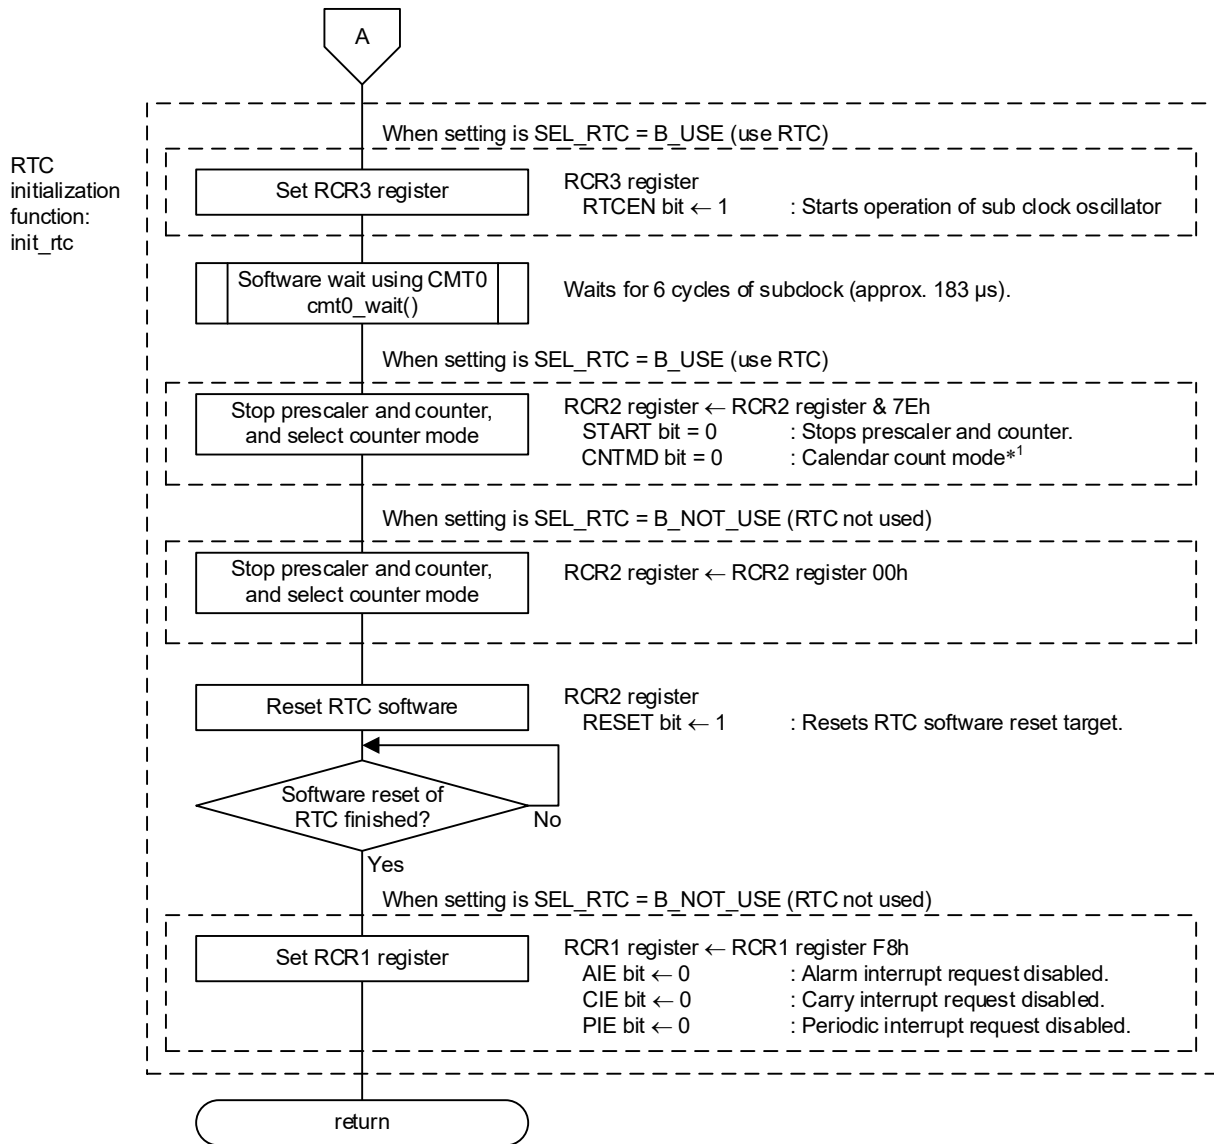 A
When setting is SEL_RTC = B_USE (use RTC)
RTC
initialization
function:
init_rtc
Set RCR3 register
RCR3 register
RTCEN bit ← 1 : Starts operation of sub clock oscillator
Software wait using CMT0
cmt0_wait()
Waits for 6 cycles of subclock (approx. 183 µs).
When setting is SEL_RTC = B_USE (use RTC)
Stop prescaler and counter,
and select counter mode
RCR2 register ← RCR2 register & 7Eh
START bit = 0 : Stops prescaler and counter.
CNTMD bit = 0 : Calendar count mode*1
When setting is SEL_RTC = B_NOT_USE (RTC not used)
Stop prescaler and counter,
and select counter mode
RCR2 register ← RCR2 register 00h
Reset RTC software
RCR2 register
RESET bit ← 1 : Resets RTC software reset target.
Software reset of
RTC finished?
No
Yes
When setting is SEL_RTC = B_NOT_USE (RTC not used)
Set RCR1 register
RCR1 register ← RCR1 register F8h
AIE bit ← 0 : Alarm interrupt request disabled.
CIE bit ← 0 : Carry interrupt request disabled.
PIE bit ← 0 : Periodic interrupt request disabled.
return